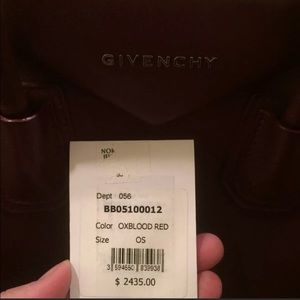 GIVENCHY
Dept 056
BB05100012
Color OXBLOOD RED
Size OS
$ 2435.00